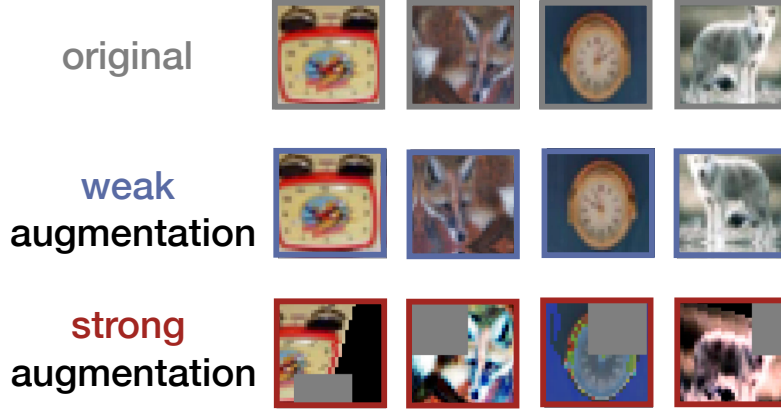 original
weak
augmentation
strong
augmentation